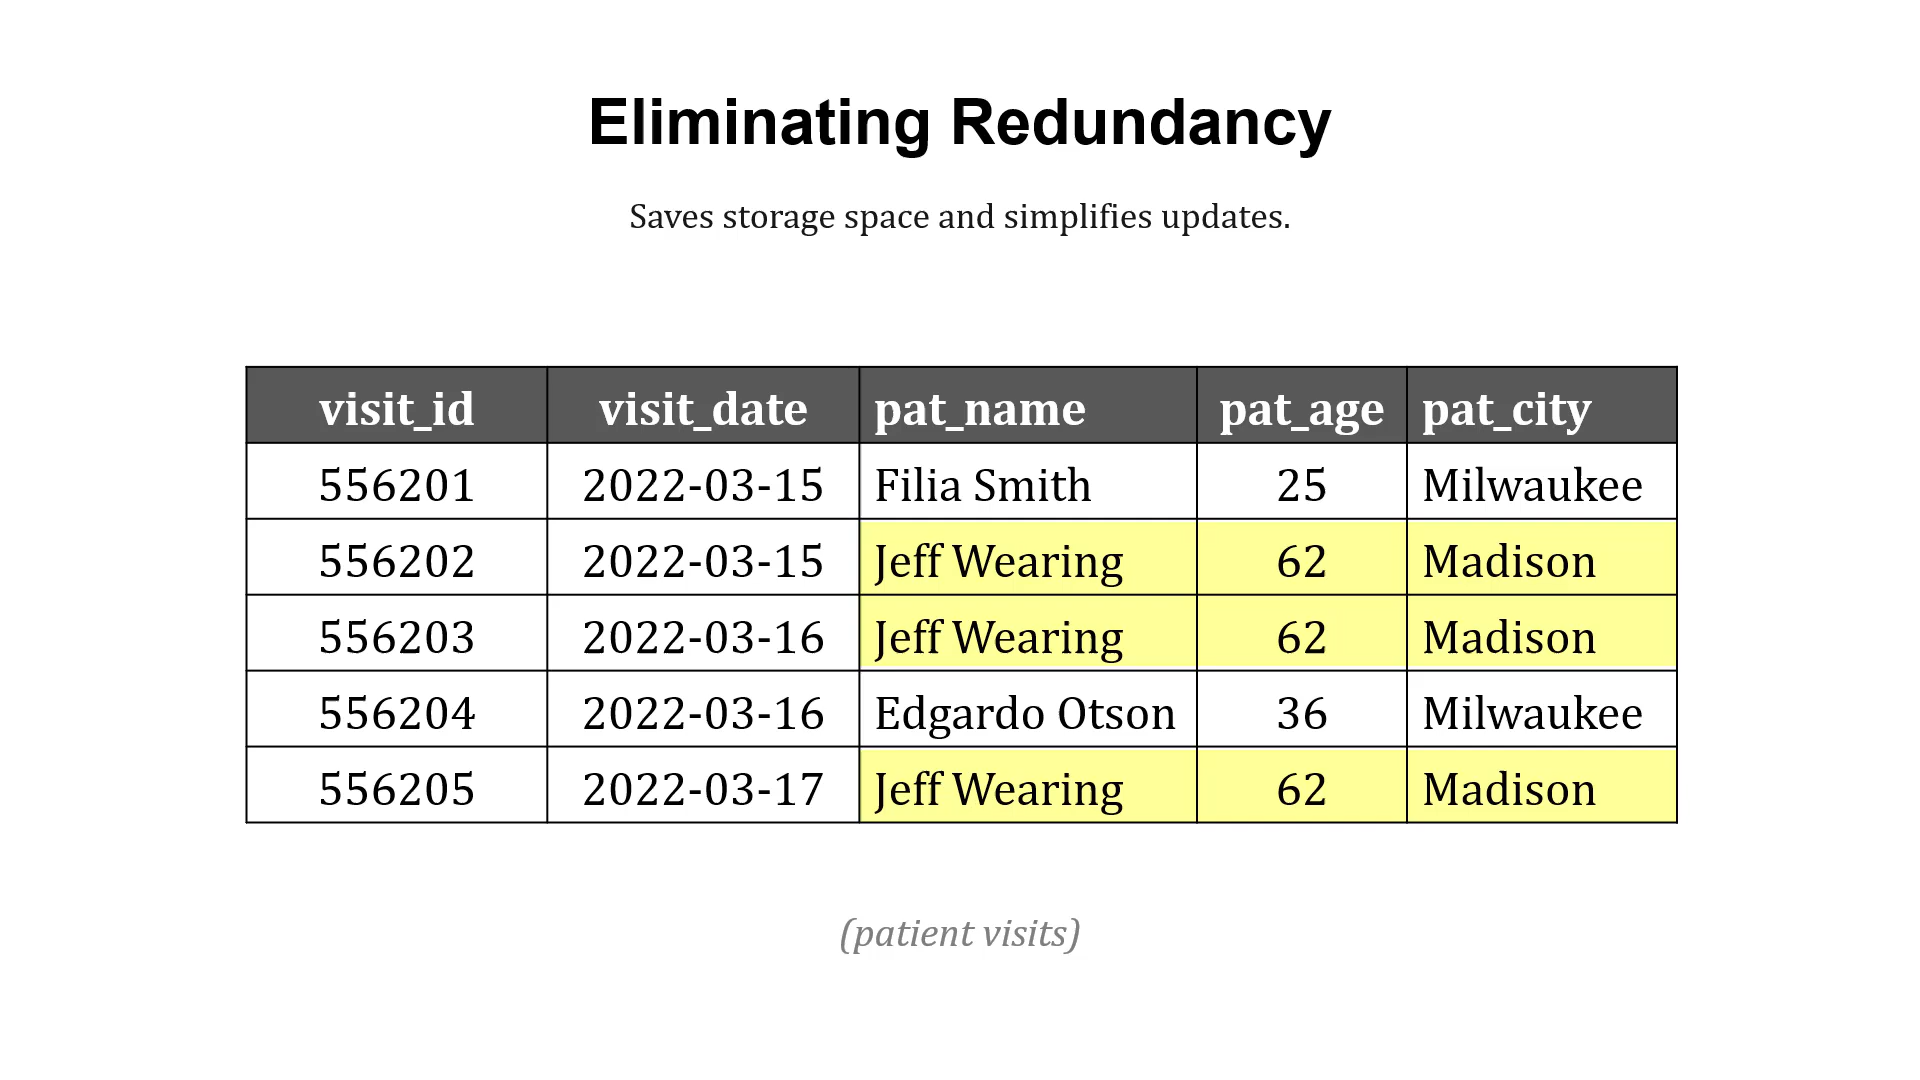 Eliminating Redundancy
Saves storage space and simplifies updates.
visit_id visit_date pat_name pat_age pat_city
556201 2022-03-15 Filia Smith 25 Milwaukee
556202 2022-03-15 Jeff Wearing 62 Madison
556203 2022-03-16 Jeff Wearing 62 Madison
556204 2022-03-16 Edgardo Otson 36 Milwaukee
556205 2022-03-17 Jeff Wearing 62 Madison
(patient visits)